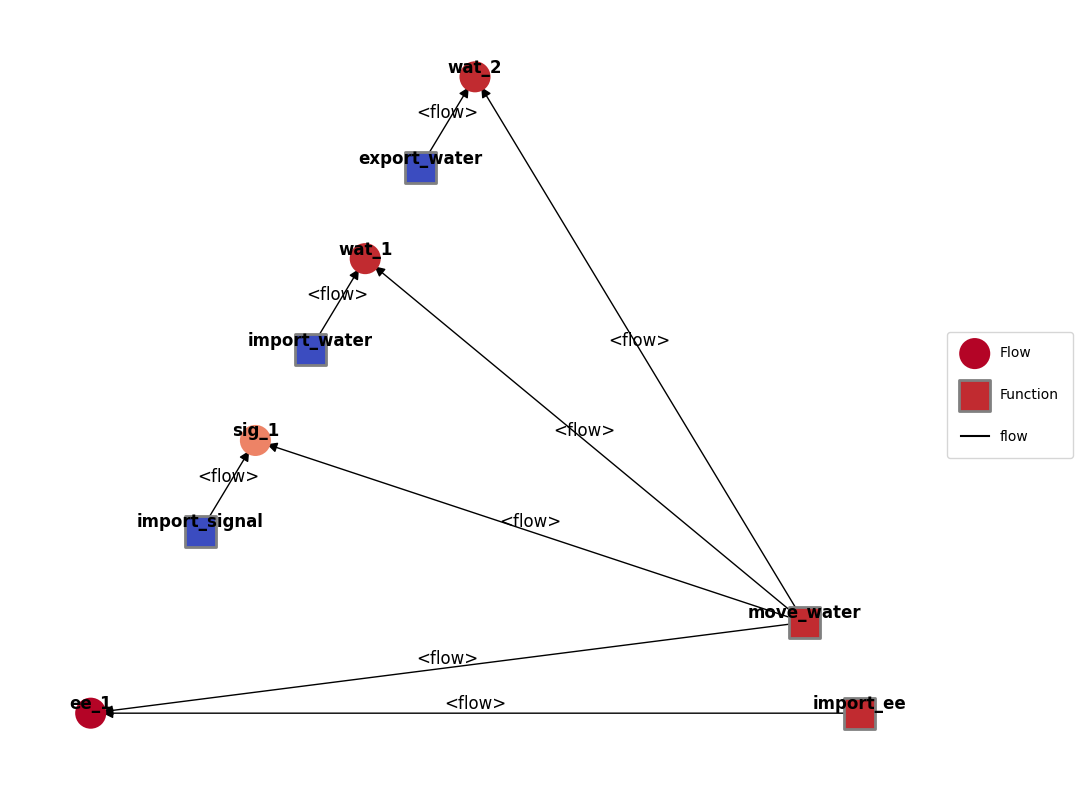 wat_2
<flow>
export_water
wat_1
<flow>
import_water
<flow>
Flow
Function
flow
sig_1
<flow>
<flow>
import_signal
<flow>
move_water
<flow>
ee_1
<flow>
import_ee